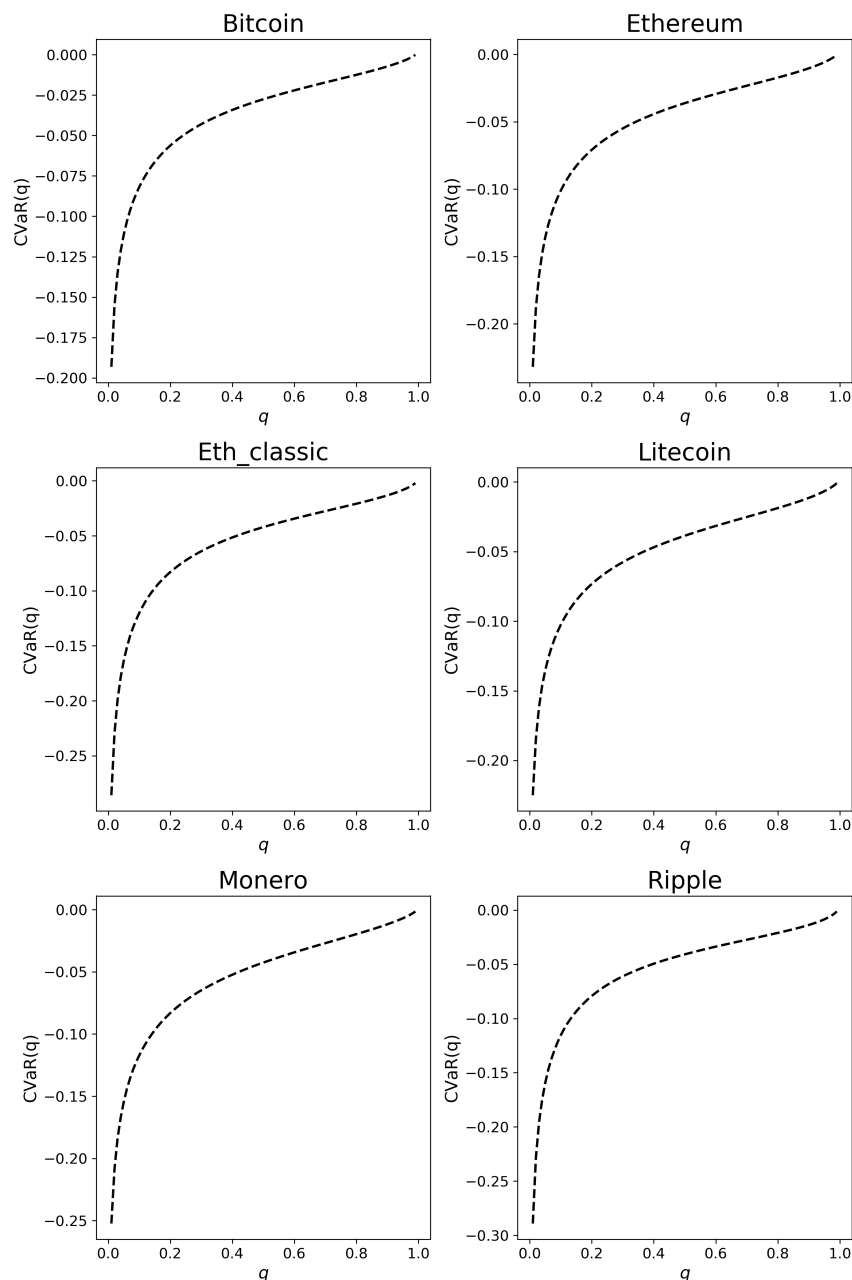 Bitcoin
CVaR(q)
0.000
−0.025
−0.050
−0.075
−0.100
−0.125
−0.150
−0.175
−0.200
0.0 0.2 0.4 0.6 0.8 1.0
q
Ethereum
CVaR(q)
0.00
−0.05
−0.10
−0.15
−0.20
0.0 0.2 0.4 0.6 0.8 1.0
q
Eth_classic
CVaR(q)
0.00
−0.05
−0.10
−0.15
−0.20
−0.25
0.0 0.2 0.4 0.6 0.8 1.0
q
Litecoin
CVaR(q)
0.00
−0.05
−0.10
−0.15
−0.20
0.0 0.2 0.4 0.6 0.8 1.0
q
Monero
CVaR(q)
0.00
−0.05
−0.10
−0.15
−0.20
−0.25
0.0 0.2 0.4 0.6 0.8 1.0
q
Ripple
CVaR(q)
0.00
−0.05
−0.10
−0.15
−0.20
−0.25
−0.30
0.0 0.2 0.4 0.6 0.8 1.0
q